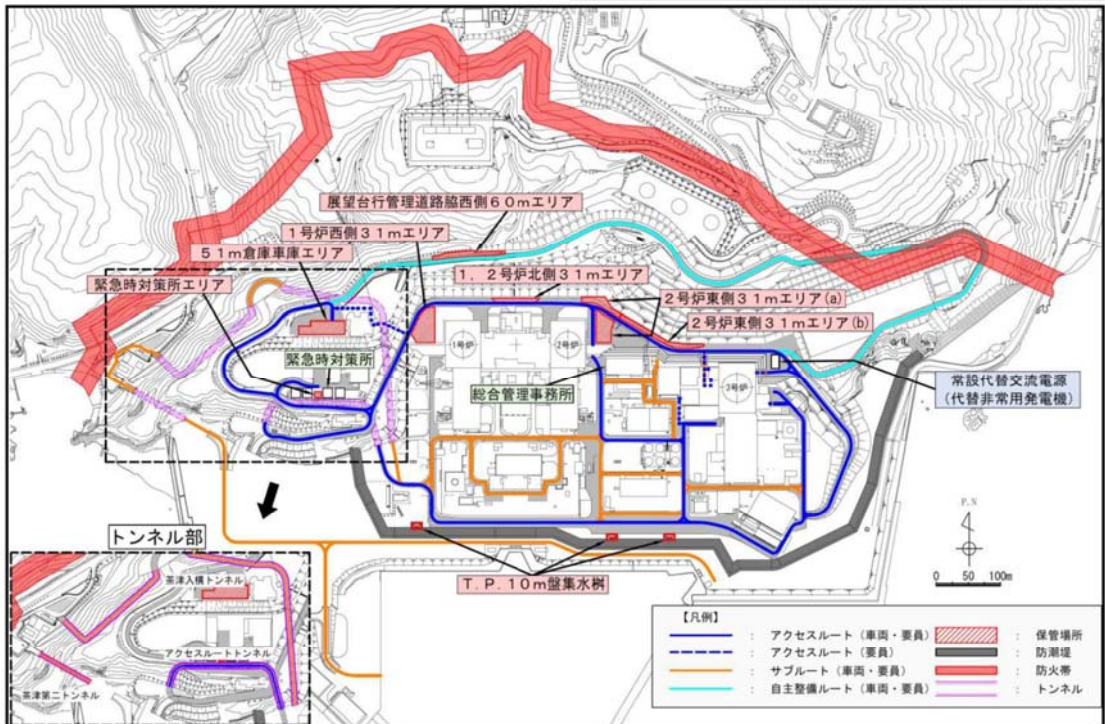 展望台行管理道路脇西側60mエリア
1号炉西側31mエリア
51m倉庫車庫エリア
1，2号炉北側31mエリア
緊急時対策所エリア
2号炉東側31mエリア(a)
2号炉東側31mエリア(b)
1号炉
2号炉
緊急時対策所
総合管理事務所
3号炉
常設代替交流電源
(代替非常用発電機)
P.N
0 50 100m
トンネル部
茶津入構トンネル
アクセスルートトンネル
茶津第二トンネル
T.P.10m盤集水桝
【凡例】
： アクセスルート（車両・要員）
： 保管場所
： アクセスルート（要員）
： 防潮堤
： サブルート（車両・要員）
： 防火帯
： 自主整備ルート（車両・要員）
： トンネル